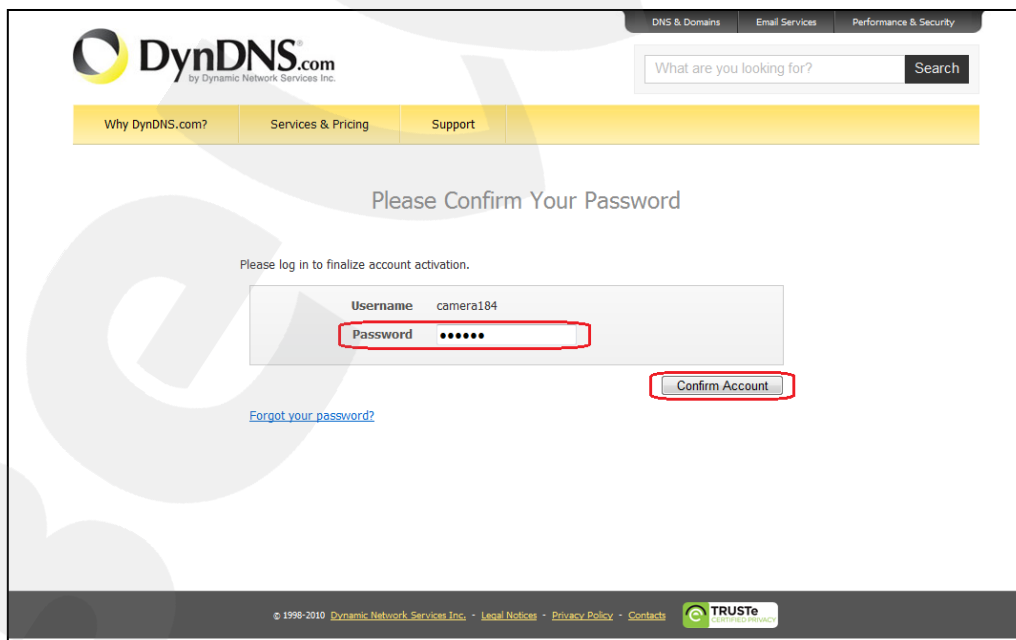 DNS & Domains Email Services Performance & Security
DynDNS.com
by Dynamic Network Services Inc.
What are you looking for? Search
Why DynDNS.com? Services & Pricing Support
Please Confirm Your Password
Please log in to finalize account activation.
Username camera184
Password ●●●●●●
Confirm Account
Forgot your password?
© 1998-2010 Dynamic Network Services Inc. - Legal Notices - Privacy Policy - Contacts TRUSTe
CERTIFIED PRIVACY